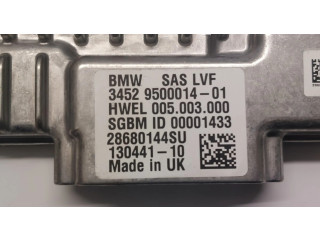 BMW SAS LVF
3452 9500014-01
HWEL 005.003.000
SGBM ID 00001433
28680144SU
130441-10
Made in UK